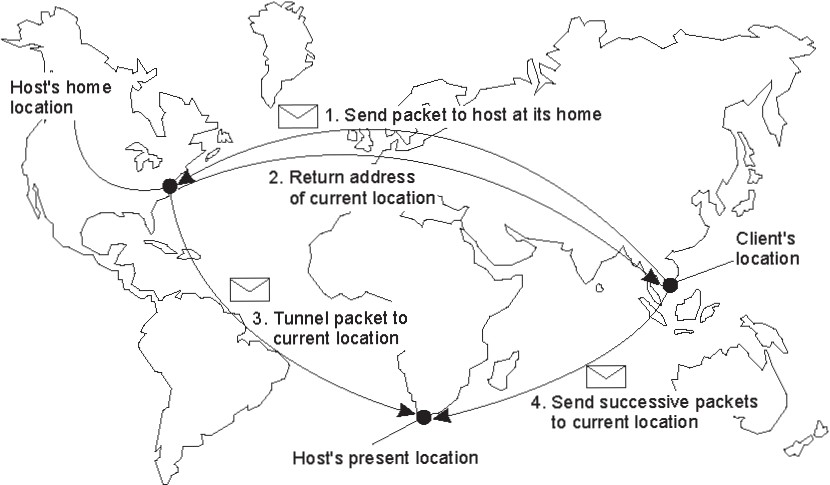 Host's home
location
1. Send packet to host at its home
2. Return address
of current location
Client's
location
3. Tunnel packet to
current location
4. Send successive packets
to current location
Host's present location